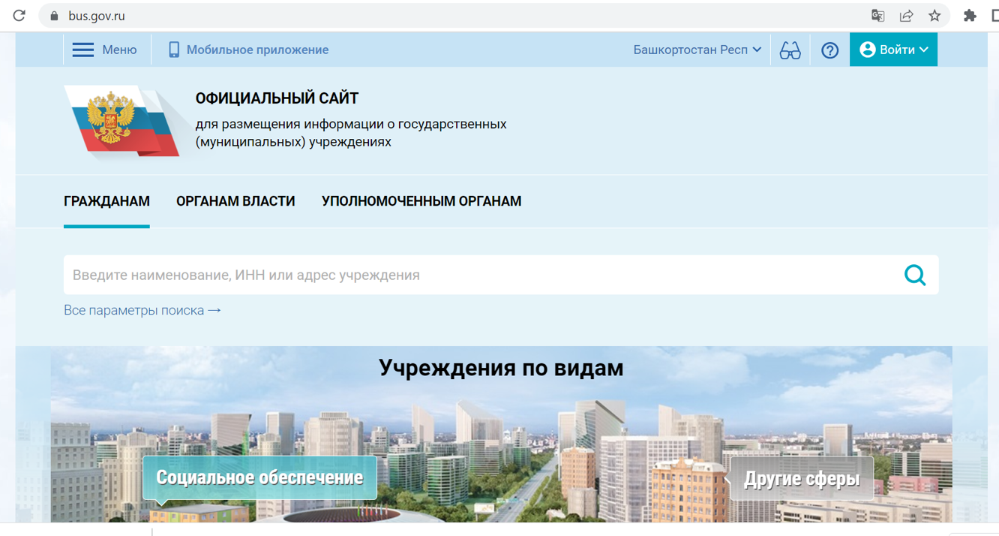 bus.gov.ru
Меню
Мобильное приложение
Башкортостан Респ
Войти
ОФИЦИАЛЬНЫЙ САЙТ
для размещения информации о государственных
(муниципальных) учреждениях
ГРАЖДАНАМ
ОРГАНАМ ВЛАСТИ
УПОЛНОМОЧЕННЫМ ОРГАНАМ
Введите наименование, ИНН или адрес учреждения
Все параметры поиска →
Учреждения по видам
Социальное обеспечение
Другие сферы